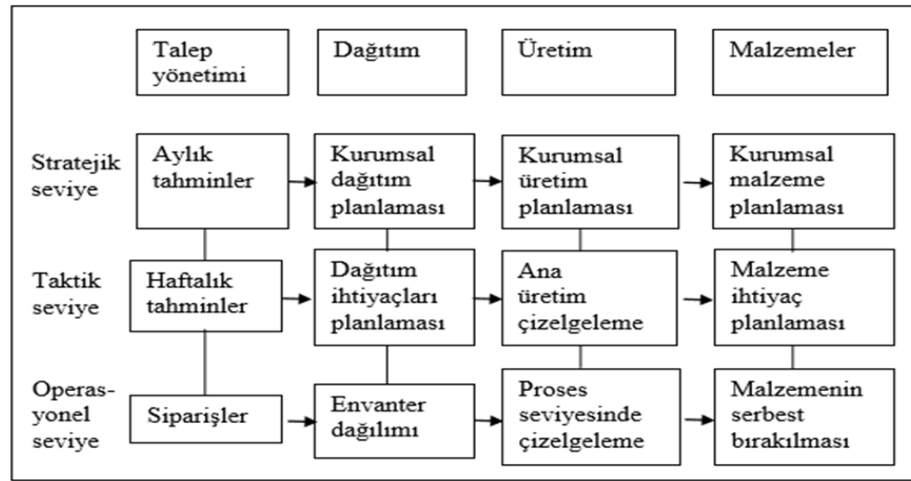 Talep
yönetimi
Dağıtım
Üretim
Malzemeler
Stratejik
seviye
Aylık
tahminler
Kurumsal
dağıtım
planlaması
Kurumsal
üretim
planlaması
Kurumsal
malzeme
planlaması
Taktik
seviye
Haftalık
tahminler
Dağıtım
ihtiyaçları
planlaması
Ana
üretim
çizelgeleme
Malzeme
ihtiyaç
planlaması
Operas-
yonel
seviye
Siparişler
Envanter
dağılımı
Proses
seviyesinde
çizelgeleme
Malzemenin
serbest
bırakılması